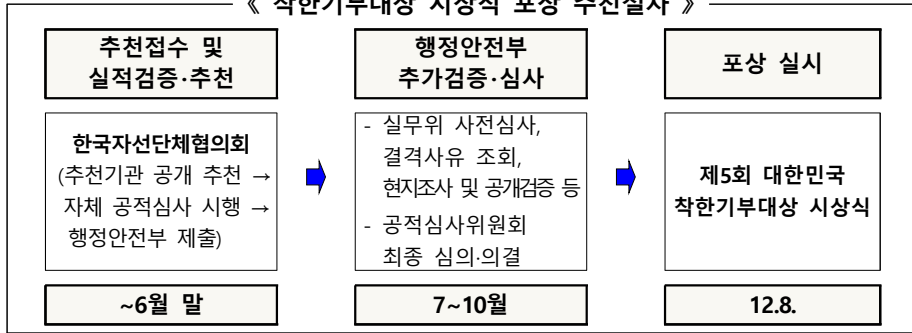 《 착한기부대상 시상식 포상 추진절차 》
추천접수 및
실적검증·추천
행정안전부
추가검증·심사
포상 실시
한국자선단체협의회
(추천기관 공개 추천 →
자체 공적심사 시행 →
행정안전부 제출)
- 실무위 사전심사,
결격사유 조회,
현지조사 및 공개검증 등
- 공적심사위원회
최종 심의·의결
제5회 대한민국
착한기부대상 시상식
~6월 말
7~10월
12.8.